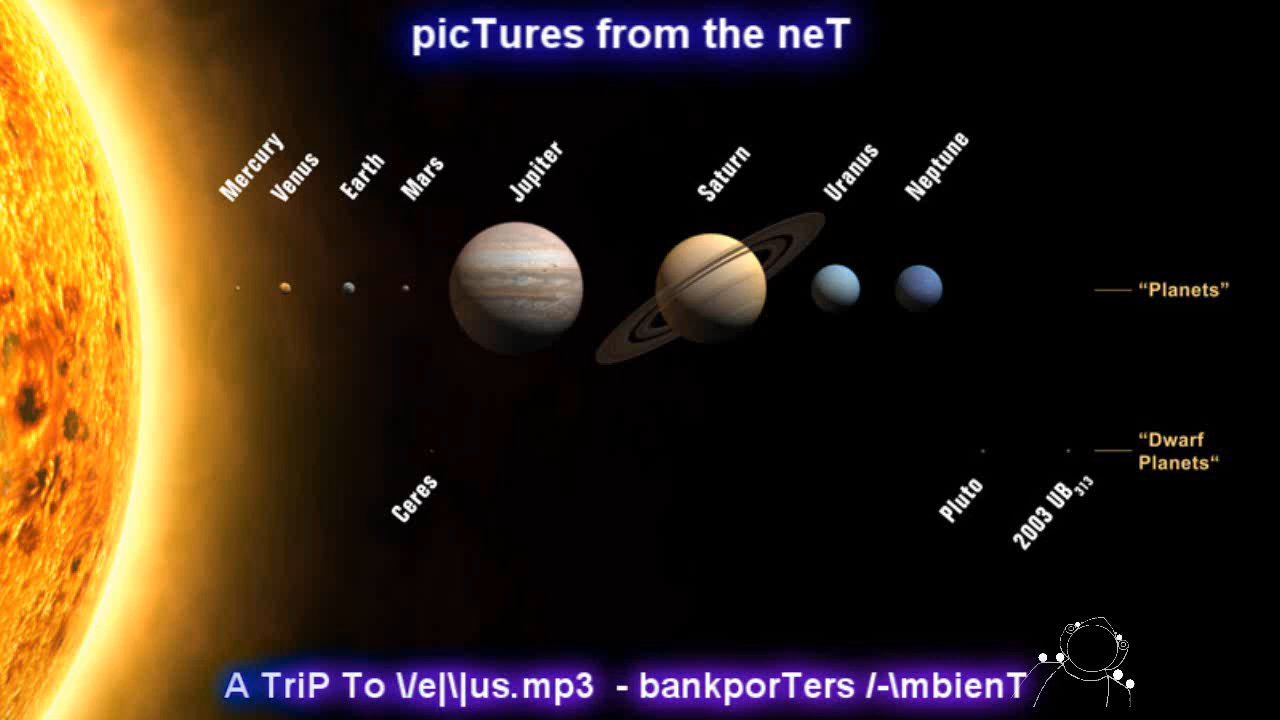 picTures from the neT
Mercury
Venus
Earth
Mars
Jupiter
Saturn
Uranus
Neptune
“Planets”
“Dwarf
Planets“
Ceres
Pluto
2003 UB313
A TriP To \/e|\|us.mp3 - bankporTers /-\mbienT